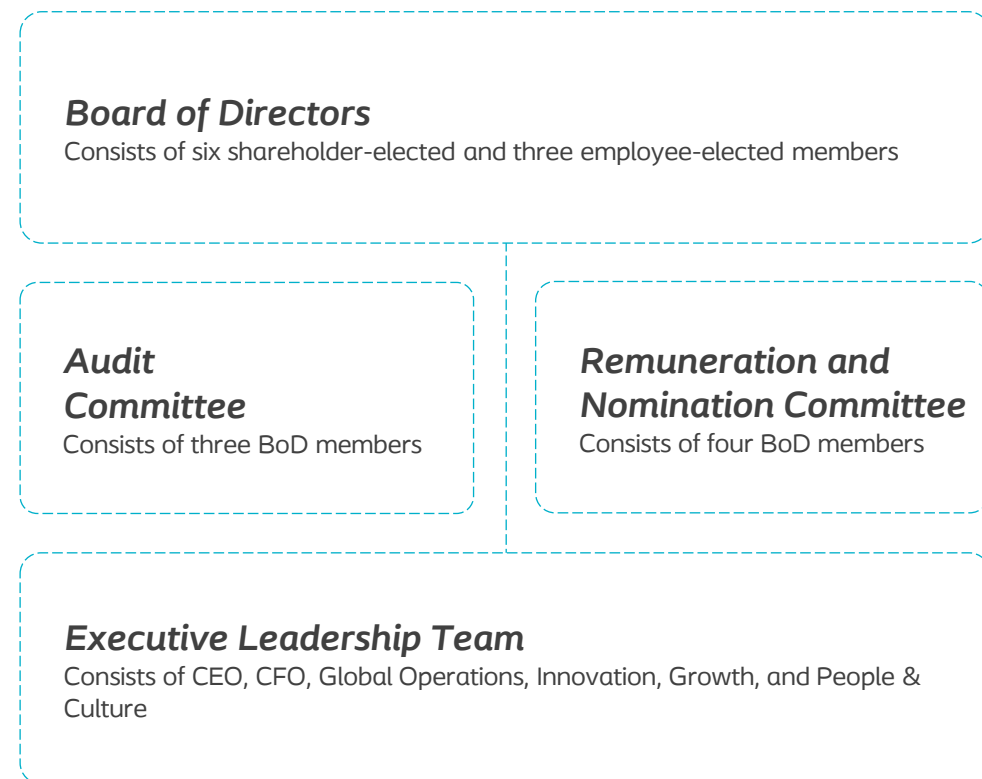 Board of Directors
Consists of six shareholder-elected and three employee-elected members
Audit
Committee
Consists of three BoD members
Remuneration and
Nomination Committee
Consists of four BoD members
Executive Leadership Team
Consists of CEO, CFO, Global Operations, Innovation, Growth, and People &
Culture